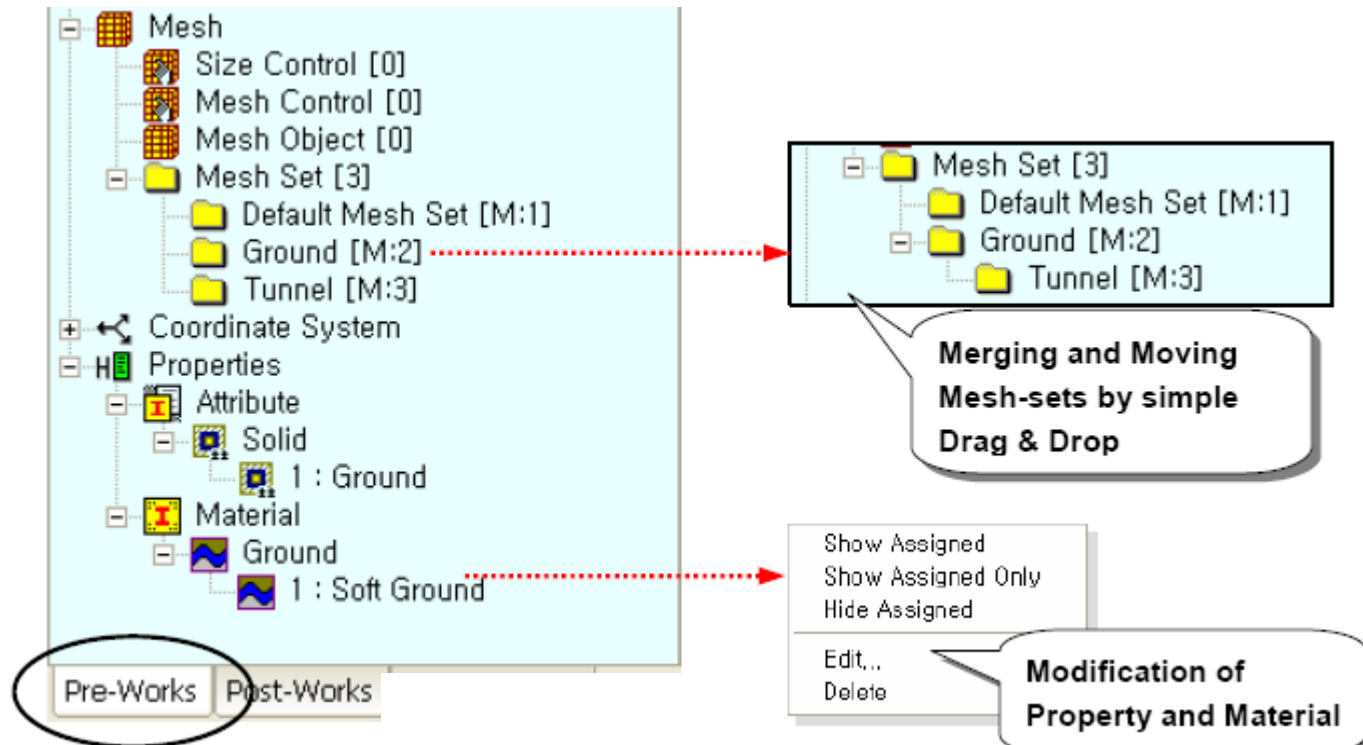 Mesh
Size Control [0]
Mesh Control [0]
Mesh Object [0]
Mesh Set [3]
Default Mesh Set [M:1]
Ground [M:2]
Tunnel [M:3]
Coordinate System
Properties
Attribute
Solid
1 : Ground
Material
Ground
1 : Soft Ground
Pre-Works
Post-Works
Mesh Set [3]
Default Mesh Set [M:1]
Ground [M:2]
Tunnel [M:3]
Merging and Moving
Mesh-sets by simple
Drag & Drop
Show Assigned
Show Assigned Only
Hide Assigned
Edit...
Delete
Modification of
Property and Material